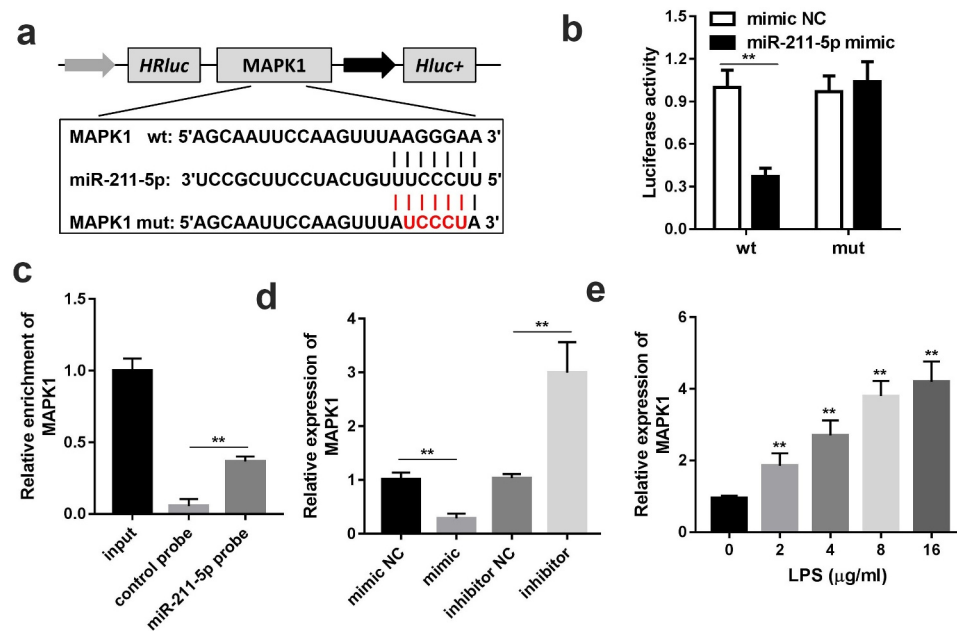 a
HRluc MAPK1 Hluc+
MAPK1 wt: 5'AGCAAUUCCAAGUUUAAGGGAA 3'
miR-211-5p: 3'UCCGCUUCCUACUGUUUCCCUU 5'
MAPK1 mut: 5'AGCAAUUCCAAGUUUAUCCCUA 3'
b
mimic NC
miR-211-5p mimic
Luciferase activity
1.5
1.2
0.9
0.6
0.3
0.0
**
wt mut
c
Relative enrichment of
MAPK1
1.5
1.0
0.5
0.0
**
input
control probe
miR-211-5p probe
d
Relative expression of
MAPK1
4
3
2
1
0
**
**
mimic NC
mimic
inhibitor NC
inhibitor
e
Relative expression of
MAPK1
6
4
2
0
**
**
**
**
0 2 4 8 16
LPS (μg/ml)